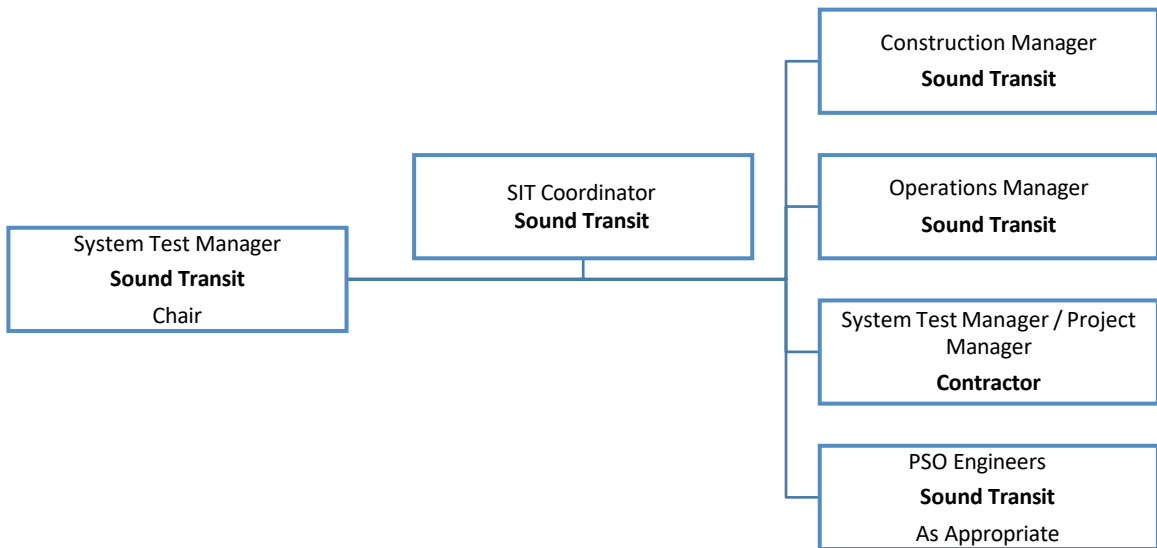 Construction Manager
Sound Transit
SIT Coordinator
Sound Transit
Operations Manager
Sound Transit
System Test Manager
Sound Transit
Chair
System Test Manager / Project
Manager
Contractor
PSO Engineers
Sound Transit
As Appropriate